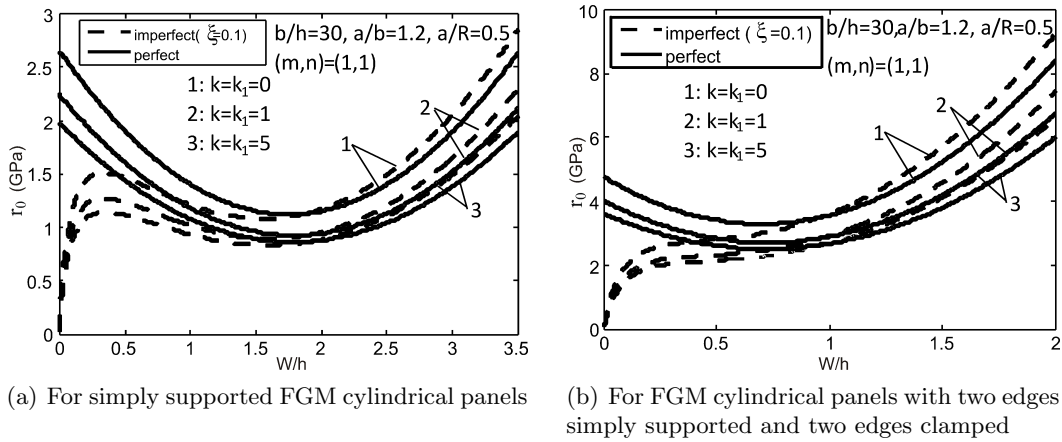 3
2.5
2
1.5
1
0.5
0
r0 (GPa)
imperfect( ξ=0.1)
perfect
b/h=30, a/b=1.2, a/R=0.5
(m,n)=(1,1)
1: k=k1=0
2: k=k1=1
3: k=k1=5
1
2
3
0 0.5 1 1.5 2 2.5 3 3.5
W/h
(a) For simply supported FGM cylindrical panels
10
8
6
4
2
0
r0 (GPa)
imperfect ( ξ=0.1)
perfect
b/h=30,a/b=1.2, a/R=0.5
(m,n)=(1,1)
1: k=k1=0
2: k=k1=1
3: k=k1=5
1
2
3
0 0.5 1 1.5 2
W/h
(b) For FGM cylindrical panels with two edges
simply supported and two edges clamped